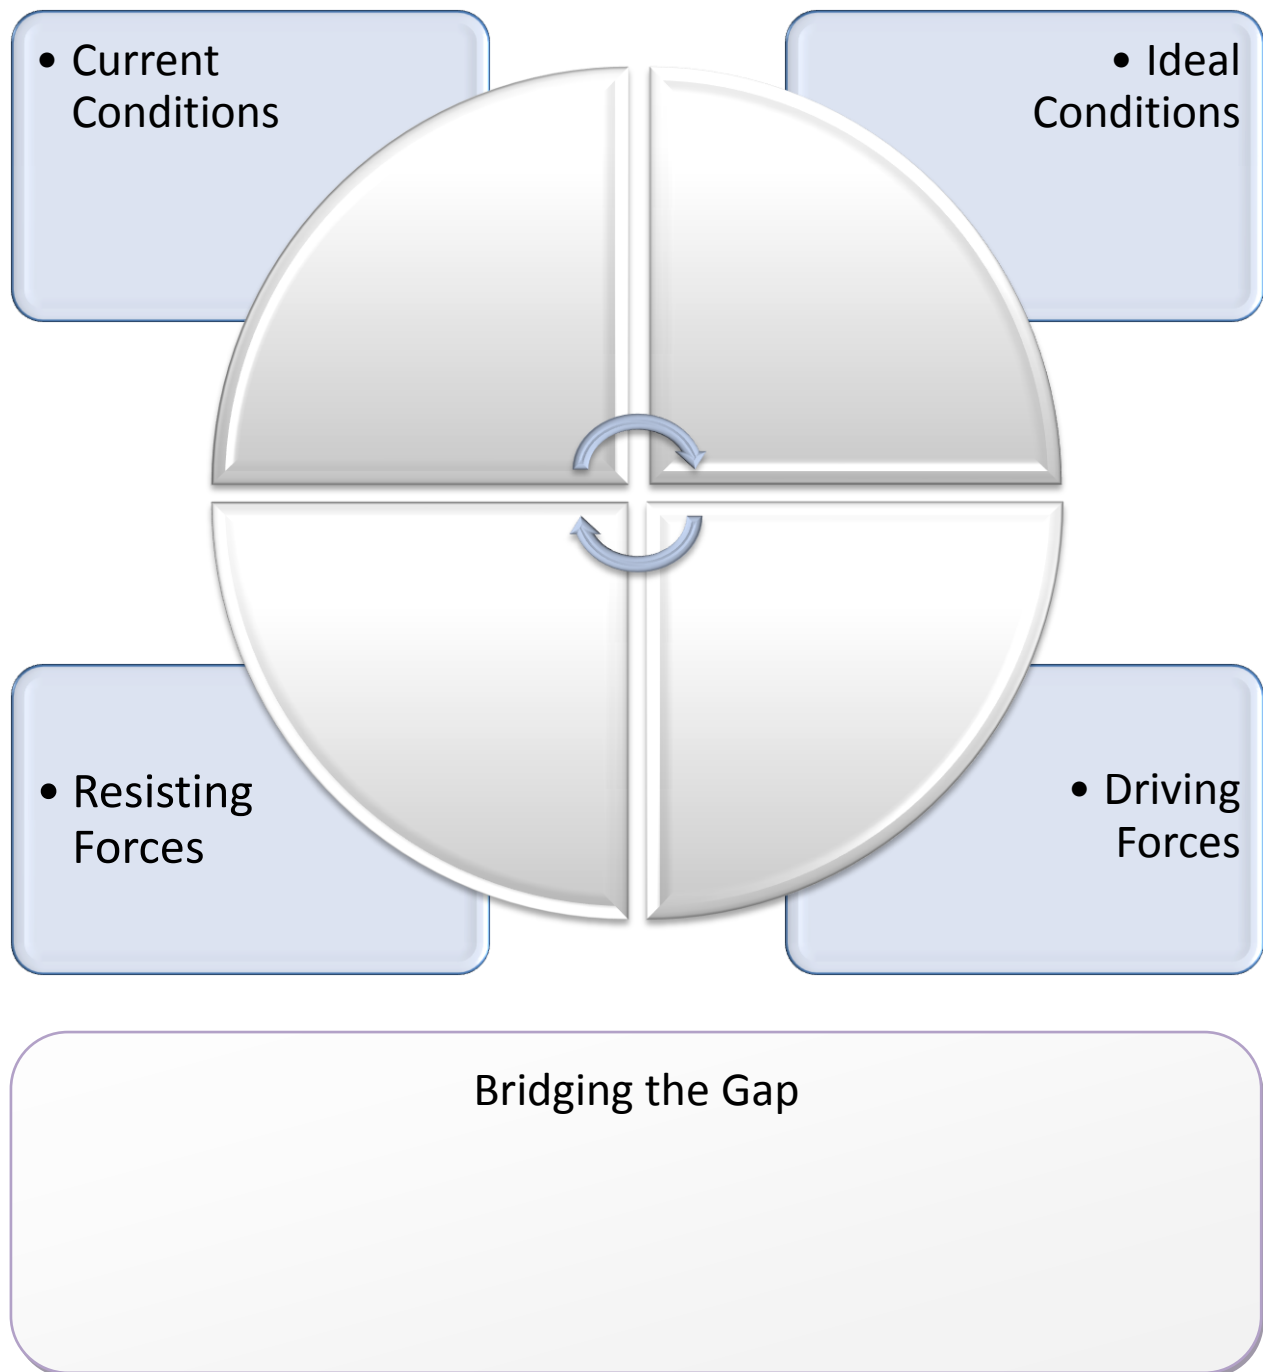 • Current
Conditions
• Ideal
Conditions
• Resisting
Forces
• Driving
Forces
Bridging the Gap